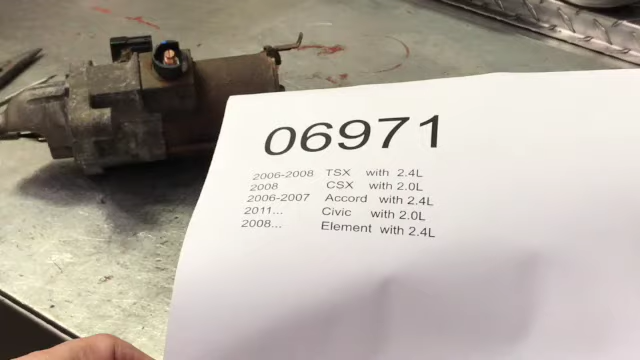 06971
2006-2008 TSX with 2.4L
2008 CSX with 2.0L
2006-2007 Accord with 2.4L
2011... Civic with 2.0L
2008... Element with 2.4L